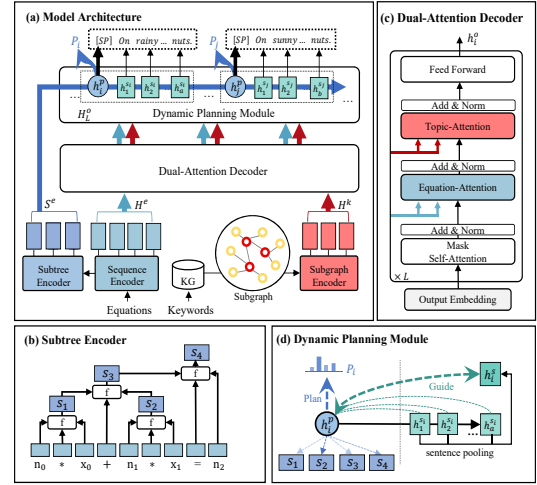 (a) Model Architecture
P_i
[SP] On rainy ... nuts.
P_j
[SP] On sunny ... nuts.
h_i^p
h_1^{s_i}
h_2^{s_i}
h_a^{s_i}
...
h_j^p
h_1^{s_j}
h_2^{s_j}
h_b^{s_j}
...
H_L^o
Dynamic Planning Module
Dual-Attention Decoder
S^e
H^e
H^k
Subtree
Encoder
Sequence
Encoder
KG
Subgraph
Subgraph
Encoder
Equations
Keywords
(b) Subtree Encoder
S_4
S_3
f
f
S_1
S_2
f
f
n_0 * x_0 + n_1 * x_1 = n_2
(c) Dual-Attention Decoder
h_i^o
Feed Forward
Add & Norm
Topic-Attention
Add & Norm
Equation-Attention
Add & Norm
Mask
Self-Attention
× L
Output Embedding
(d) Dynamic Planning Module
P_i
h_i^s
Guide
Plan
h_i^p
h_1^{s_i}
h_2^{s_i}
...
h_a^{s_i}
sentence pooling
S_1
S_2
S_3
S_4